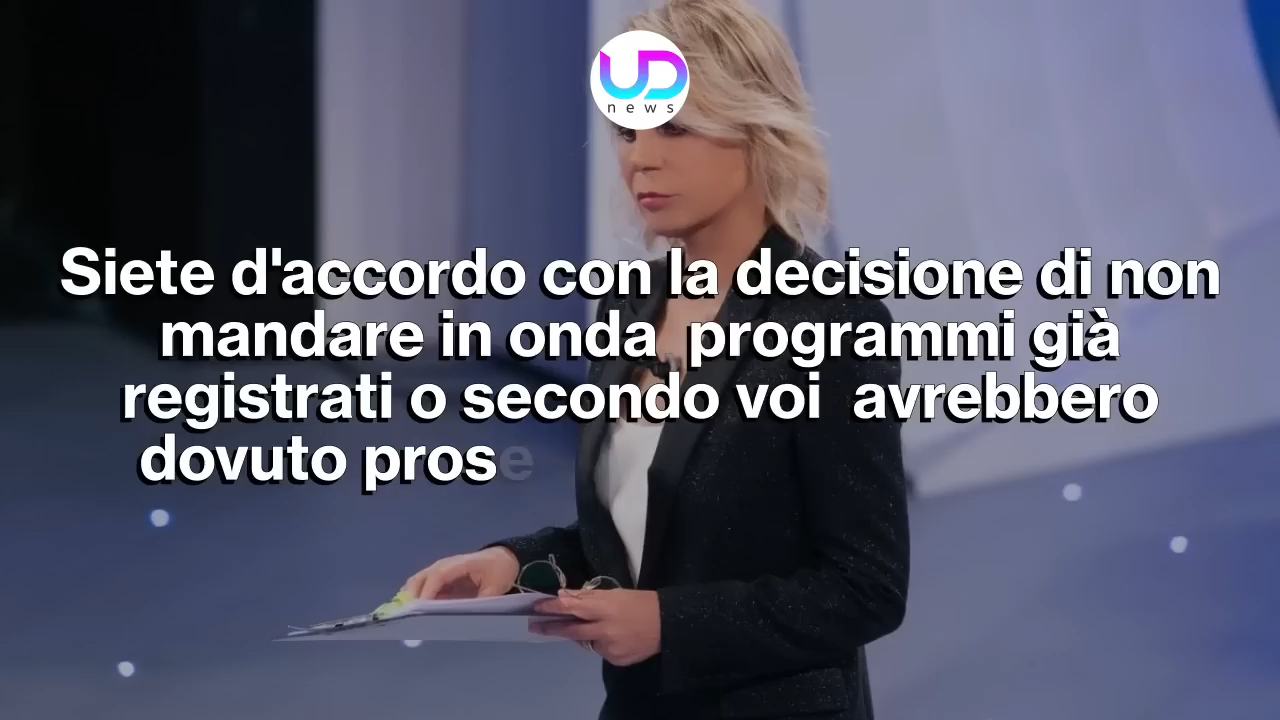 UD
news
Siete d'accordo con la decisione di non
mandare in onda programmi già
registrati o secondo voi avrebbero
dovuto prose